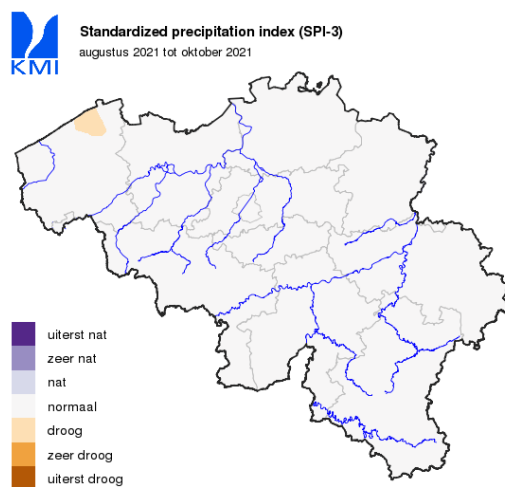 Standardized precipitation index (SPI-3)
augustus 2021 tot oktober 2021
KMI
uiterst nat
zeer nat
nat
normaal
droog
zeer droog
uiterst droog